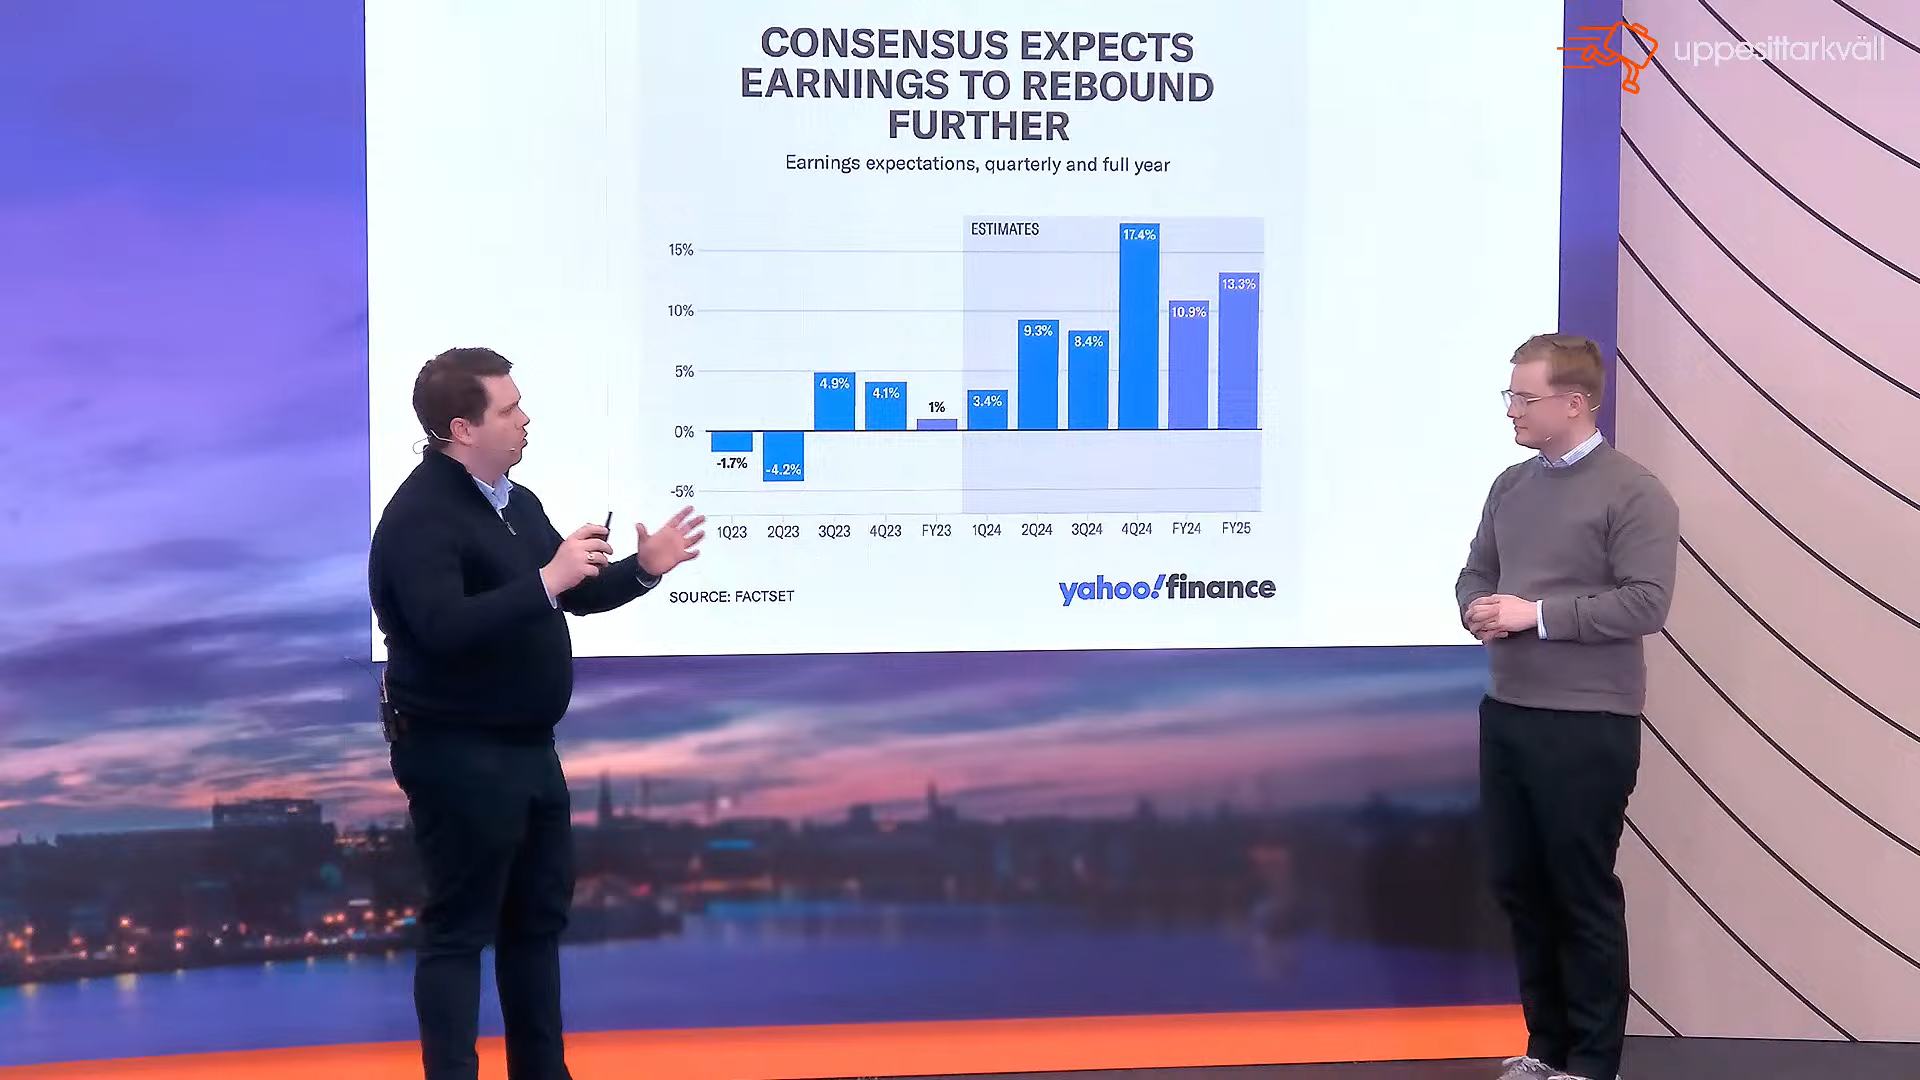 uppesittarkväll
CONSENSUS EXPECTS
EARNINGS TO REBOUND
FURTHER
Earnings expectations, quarterly and full year
ESTIMATES
15%
10%
5%
0%
-5%
-1.7%
-4.2%
4.9%
4.1%
1%
3.4%
9.3%
8.4%
17.4%
10.9%
13.3%
1Q23 2Q23 3Q23 4Q23 FY23 1Q24 2Q24 3Q24 4Q24 FY24 FY25
SOURCE: FACTSET
yahoo!finance